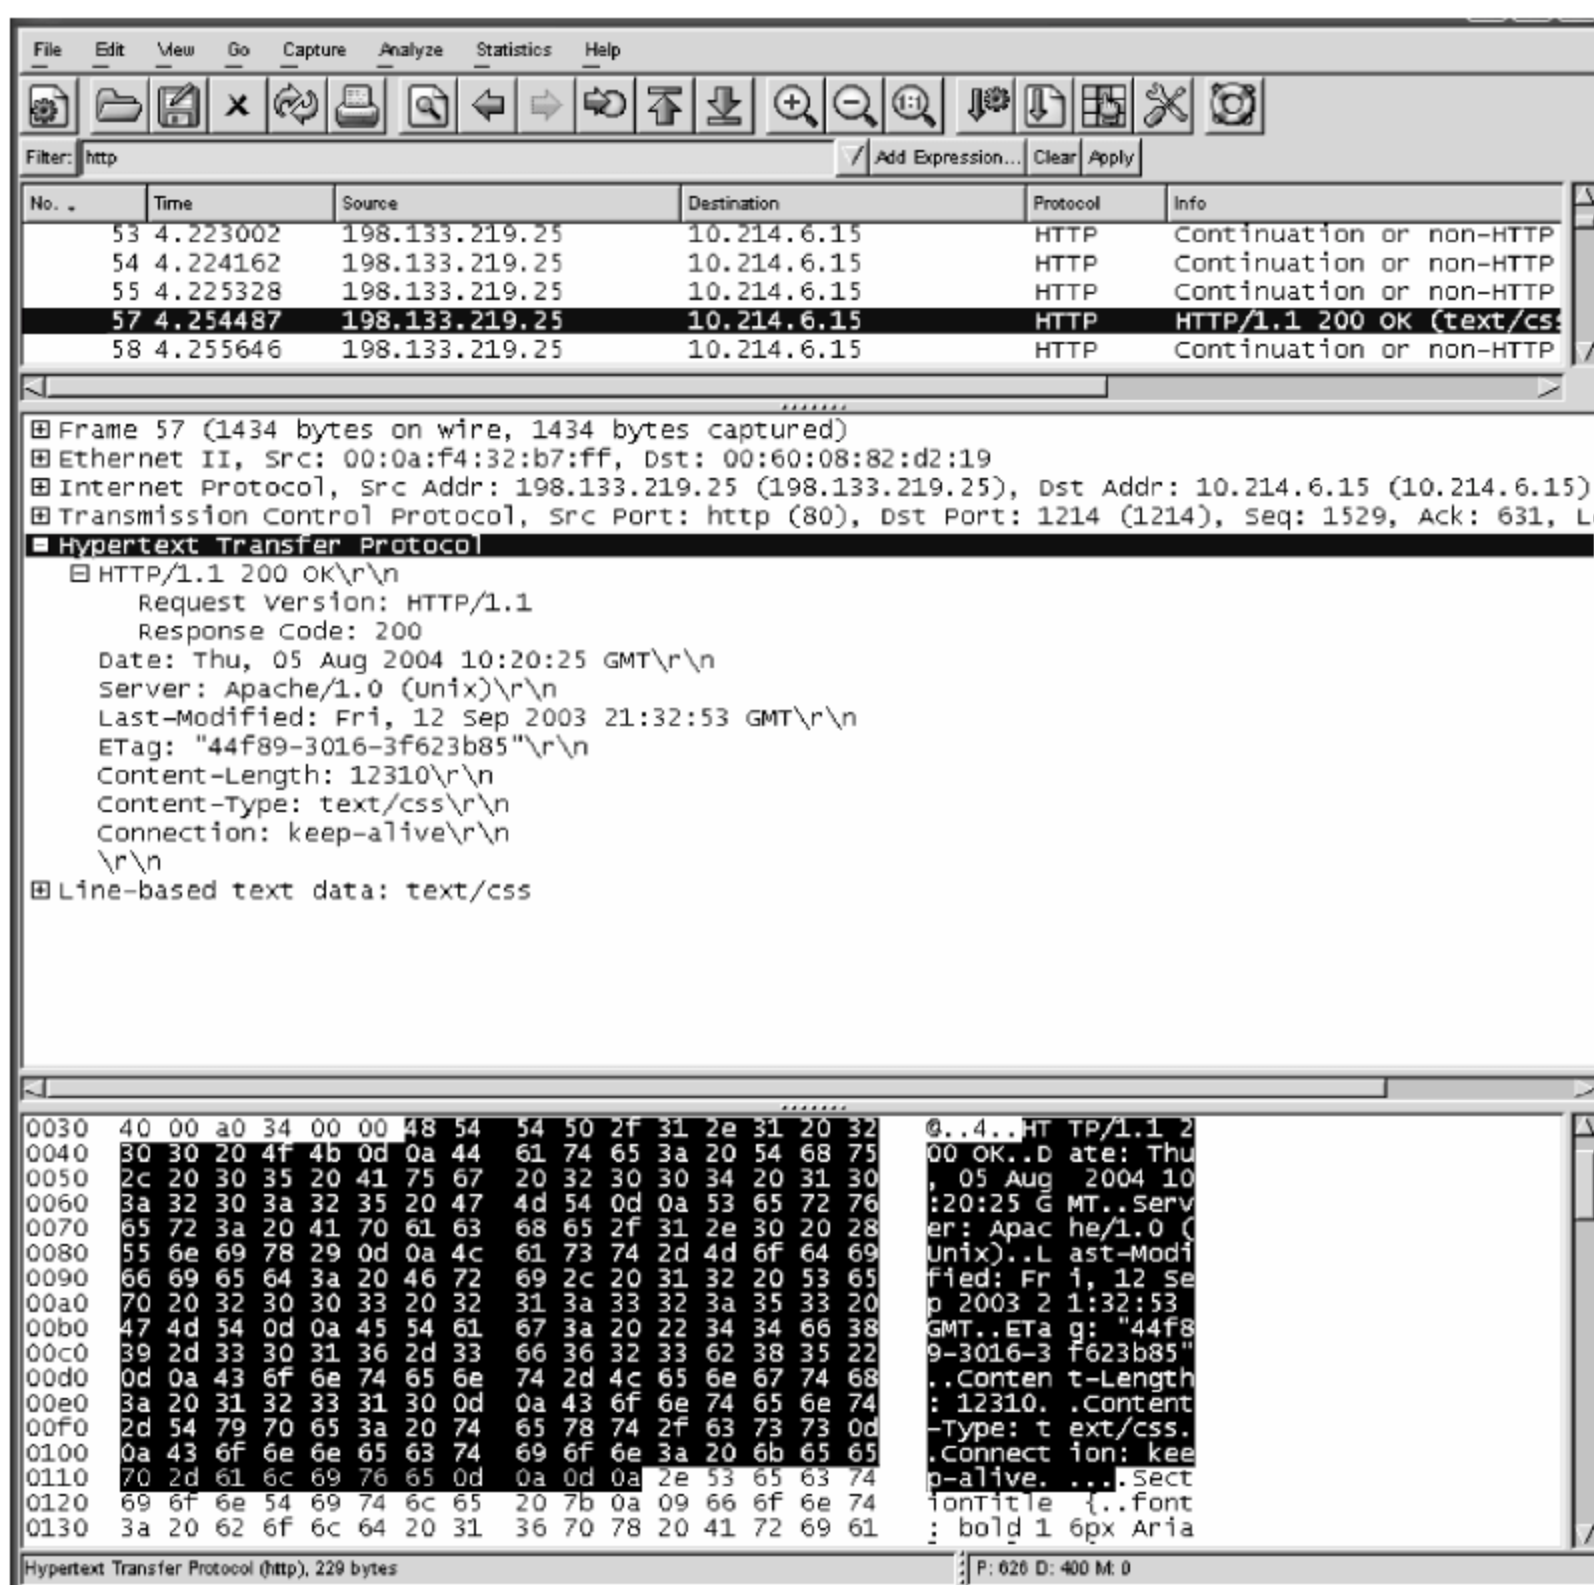 File Edit View Go Capture Analyze Statistics Help
Filter: http Add Expression... Clear Apply
No. . Time Source Destination Protocol Info
53 4.223002 198.133.219.25 10.214.6.15 HTTP Continuation or non-HTTP
54 4.224162 198.133.219.25 10.214.6.15 HTTP Continuation or non-HTTP
55 4.225328 198.133.219.25 10.214.6.15 HTTP Continuation or non-HTTP
57 4.254487 198.133.219.25 10.214.6.15 HTTP HTTP/1.1 200 OK (text/css
58 4.255646 198.133.219.25 10.214.6.15 HTTP Continuation or non-HTTP
Frame 57 (1434 bytes on wire, 1434 bytes captured)
Ethernet II, Src: 00:0a:f4:32:b7:ff, Dst: 00:60:08:82:d2:19
Internet Protocol, Src Addr: 198.133.219.25 (198.133.219.25), Dst Addr: 10.214.6.15 (10.214.6.15)
Transmission Control Protocol, Src Port: http (80), Dst Port: 1214 (1214), Seq: 1529, Ack: 631, L
Hypertext Transfer Protocol
HTTP/1.1 200 OK\r\n
Request Version: HTTP/1.1
Response Code: 200
Date: Thu, 05 Aug 2004 10:20:25 GMT\r\n
Server: Apache/1.0 (Unix)\r\n
Last-Modified: Fri, 12 Sep 2003 21:32:53 GMT\r\n
ETag: "44f89-3016-3f623b85"\r\n
Content-Length: 12310\r\n
Content-Type: text/css\r\n
Connection: keep-alive\r\n
\r\n
Line-based text data: text/css
0030 40 00 a0 34 00 00 48 54 54 50 2f 31 2e 31 20 32 @..4..HT TP/1.1 2
0040 30 30 20 4f 4b 0d 0a 44 61 74 65 3a 20 54 68 75 00 OK..D ate: Thu
0050 2c 20 30 35 20 41 75 67 20 32 30 30 34 20 31 30 , 05 Aug 2004 10
0060 3a 32 30 3a 32 35 20 47 4d 54 0d 0a 53 65 72 76 :20:25 G MT..Serv
0070 65 72 3a 20 41 70 61 63 68 65 2f 31 2e 30 20 28 er: Apac he/1.0 (
0080 55 6e 69 78 29 0d 0a 4c 61 73 74 2d 4d 6f 64 69 Unix)..L ast-Modi
0090 66 69 65 64 3a 20 46 72 69 2c 20 31 32 20 53 65 fied: Fr i, 12 Se
00a0 70 20 32 30 30 33 20 32 31 3a 33 32 3a 35 33 20 p 2003 2 1:32:53
00b0 47 4d 54 0d 0a 45 54 61 67 3a 20 22 34 34 66 38 GMT..ETa g: "44f8
00c0 39 2d 33 30 31 36 2d 33 66 36 32 33 62 38 35 22 9-3016-3 f623b85"
00d0 0d 0a 43 6f 6e 74 65 6e 74 2d 4c 65 6e 67 74 68 ..Conten t-Length
00e0 3a 20 31 32 33 31 30 0d 0a 43 6f 6e 74 65 6e 74 : 12310. .Content
00f0 2d 54 79 70 65 3a 20 74 65 78 74 2f 63 73 73 0d -Type: t ext/css.
0100 0a 43 6f 6e 6e 65 63 74 69 6f 6e 3a 20 6b 65 65 .Connect ion: kee
0110 70 2d 61 6c 69 76 65 0d 0a 0d 0a 2e 53 65 63 74 p-alive. ....Sect
0120 69 6f 6e 54 69 74 6c 65 20 7b 0a 09 66 6f 6e 74 ionTitle {..font
0130 3a 20 62 6f 6c 64 20 31 36 70 78 20 41 72 69 61 : bold 1 6px Aria
Hypertext Transfer Protocol (http), 229 bytes P: 626 D: 400 M: 0